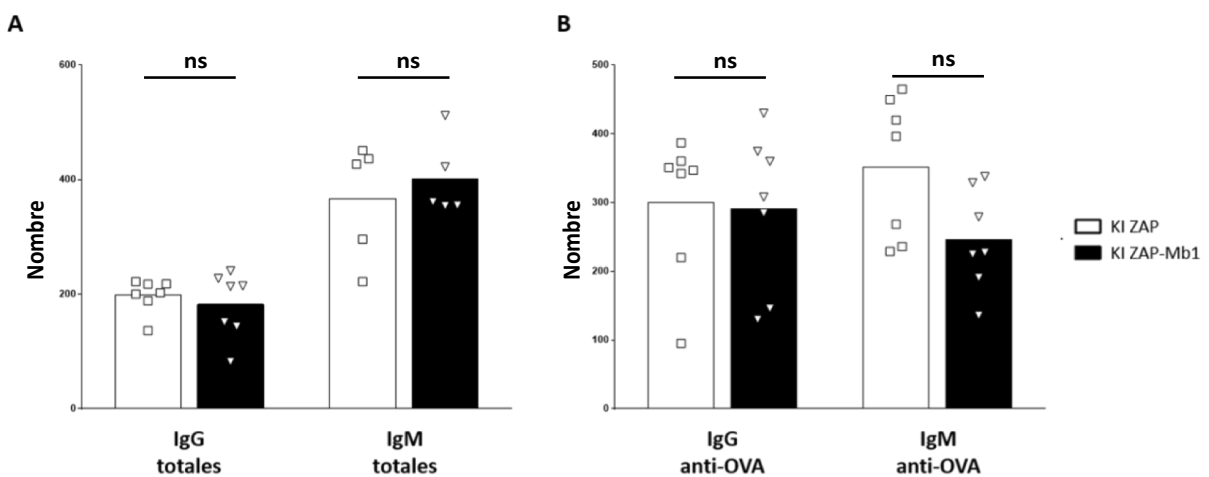 A
B
ns
ns
ns
ns
600
400
200
0
Nombre
IgG
totales
IgM
totales
500
400
300
200
100
0
Nombre
IgG
anti-OVA
IgM
anti-OVA
KI ZAP
KI ZAP-Mb1